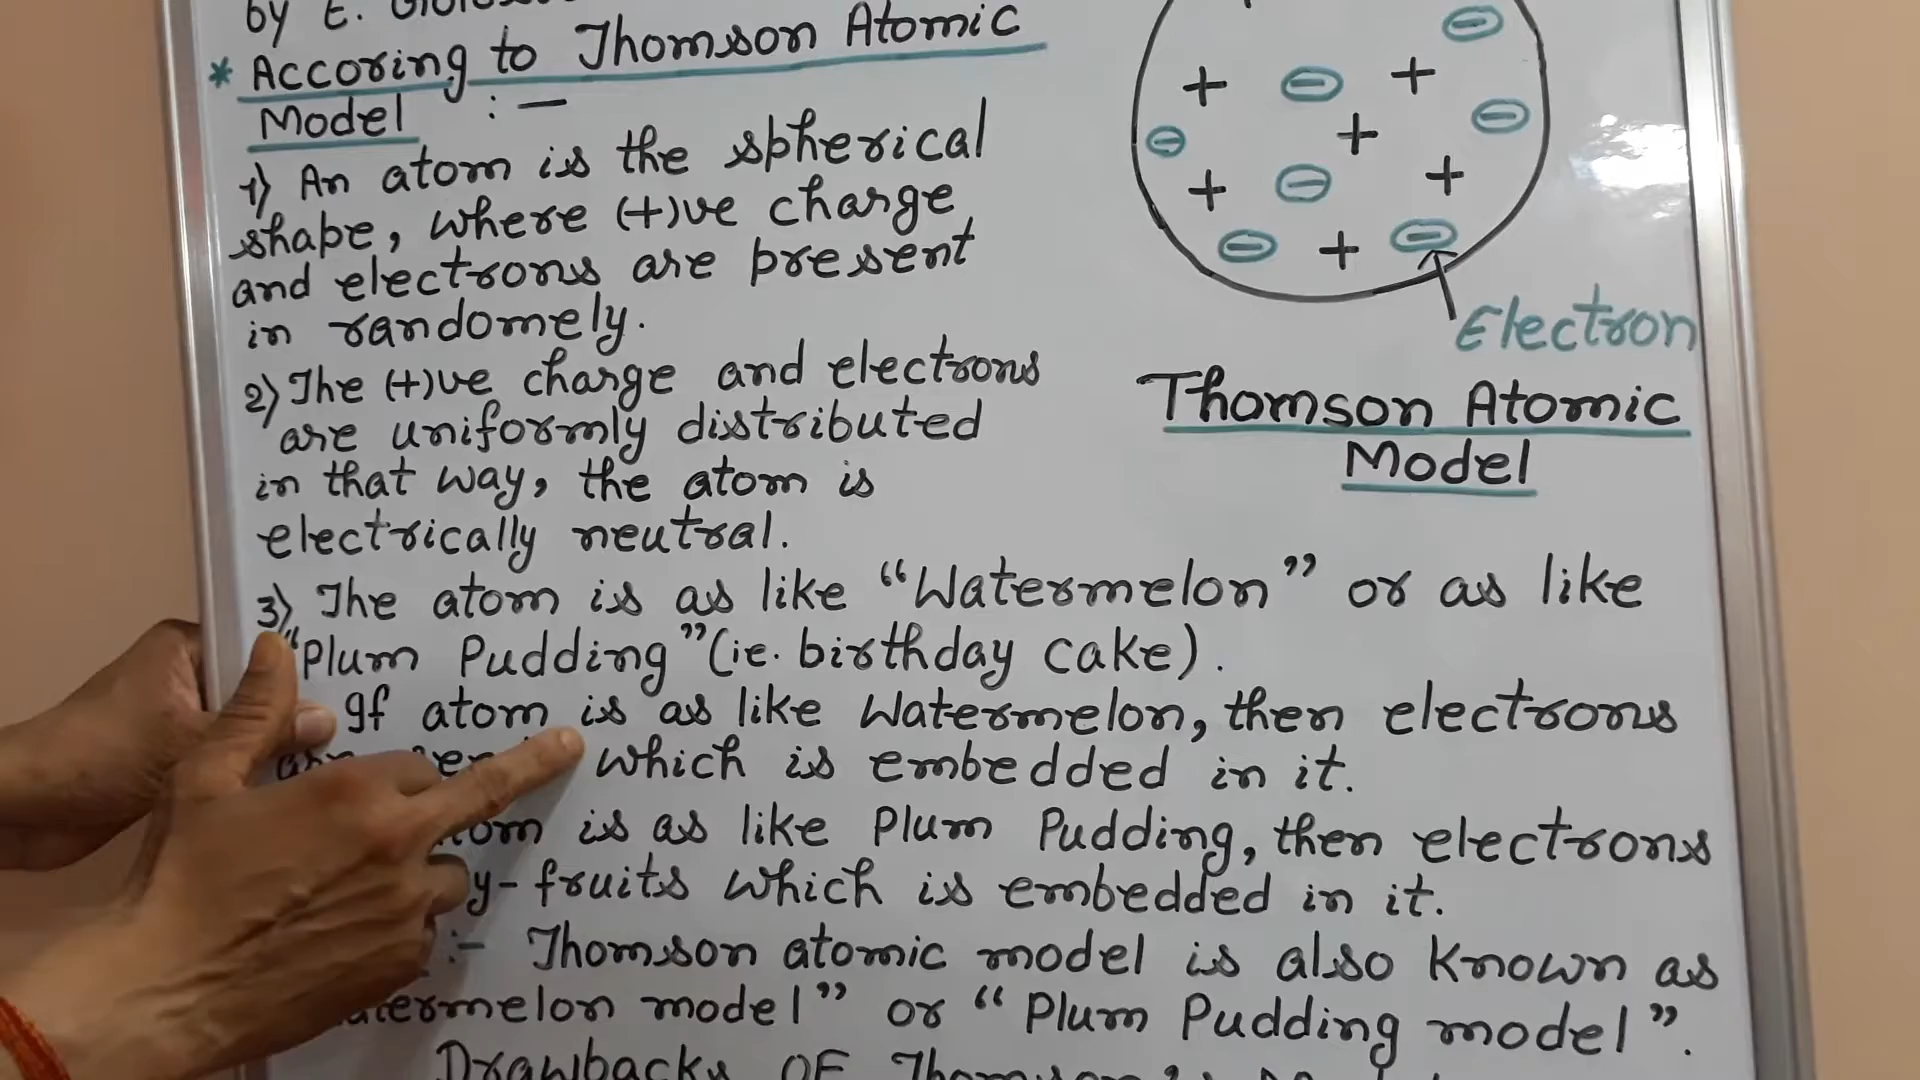 by E.
* Accoring to Thomson Atomic
Model :-
1) An atom is the spherical
shape, where (+)ve charge
and electrons are present
in randomely.
2) The (+)ve charge and electrons
are uniformly distributed
in that way, the atom is
electrically neutral.
3) The atom is as like "Watermelon" or as like
"Plum Pudding" (ie. birthday cake).
If atom is as like Watermelon, then electrons
which is embedded in it.
is as like Plum Pudding, then electrons
fruits which is embedded in it.
:- Thomson atomic model is also known as
model" or "Plum Pudding model".
Drawbacks OF
+ ⊖ + ⊖
⊖ + ⊖
+ ⊖ +
⊖ + ⊖
Electron
Thomson Atomic
Model